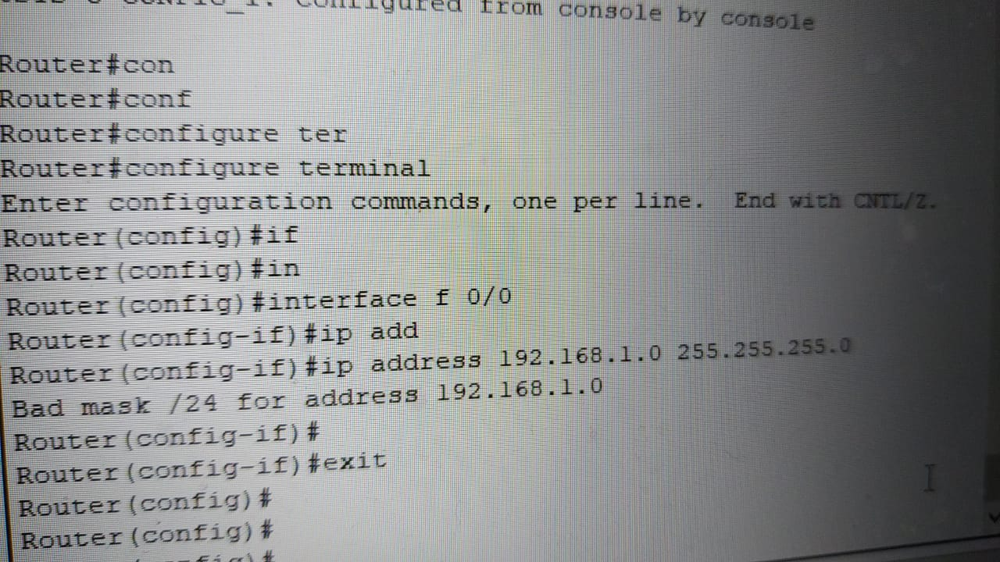 Configured from console by console
Router#con
Router#conf
Router#configure ter
Router#configure terminal
Enter configuration commands, one per line.  End with CNTL/Z.
Router(config)#if
Router(config)#in
Router(config)#interface f 0/0
Router(config-if)#ip add
Router(config-if)#ip address 192.168.1.0 255.255.255.0
Bad mask /24 for address 192.168.1.0
Router(config-if)#
Router(config-if)#exit
Router(config)#
Router(config)#